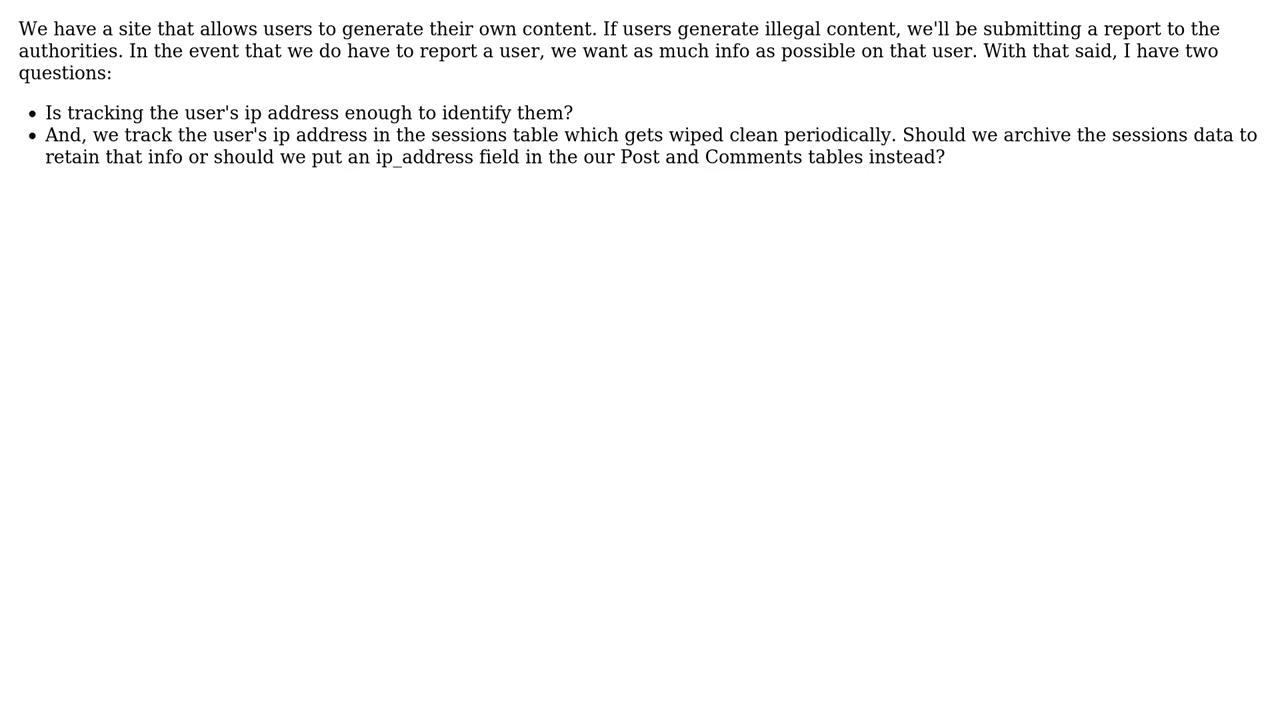 We have a site that allows users to generate their own content. If users generate illegal content, we'll be submitting a report to the
authorities. In the event that we do have to report a user, we want as much info as possible on that user. With that said, I have two
questions:
• Is tracking the user's ip address enough to identify them?
• And, we track the user's ip address in the sessions table which gets wiped clean periodically. Should we archive the sessions data to
retain that info or should we put an ip_address field in the our Post and Comments tables instead?